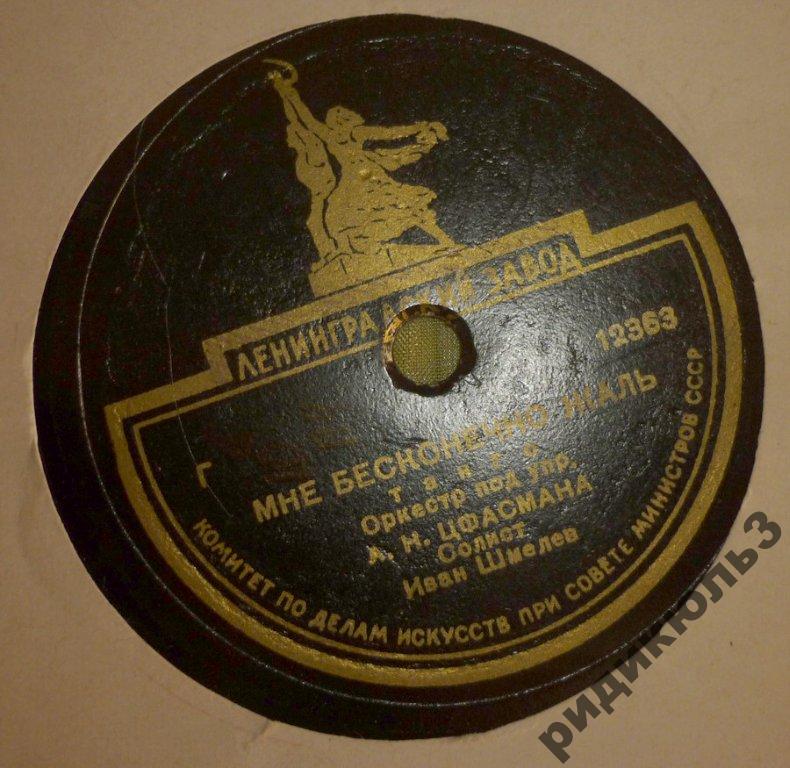 ЛЕНИНГРАДСКИЙ ЗАВОД
12363
Г
МНЕ БЕСКОНЕЧНО ЖАЛЬ
танго
Оркестр под упр.
А. Н. ЦФАСМАНА
Солист
Иван Шмелев
КОМИТЕТ ПО ДЕЛАМ ИСКУССТВ ПРИ СОВЕТЕ МИНИСТРОВ СССР
ридикюль3